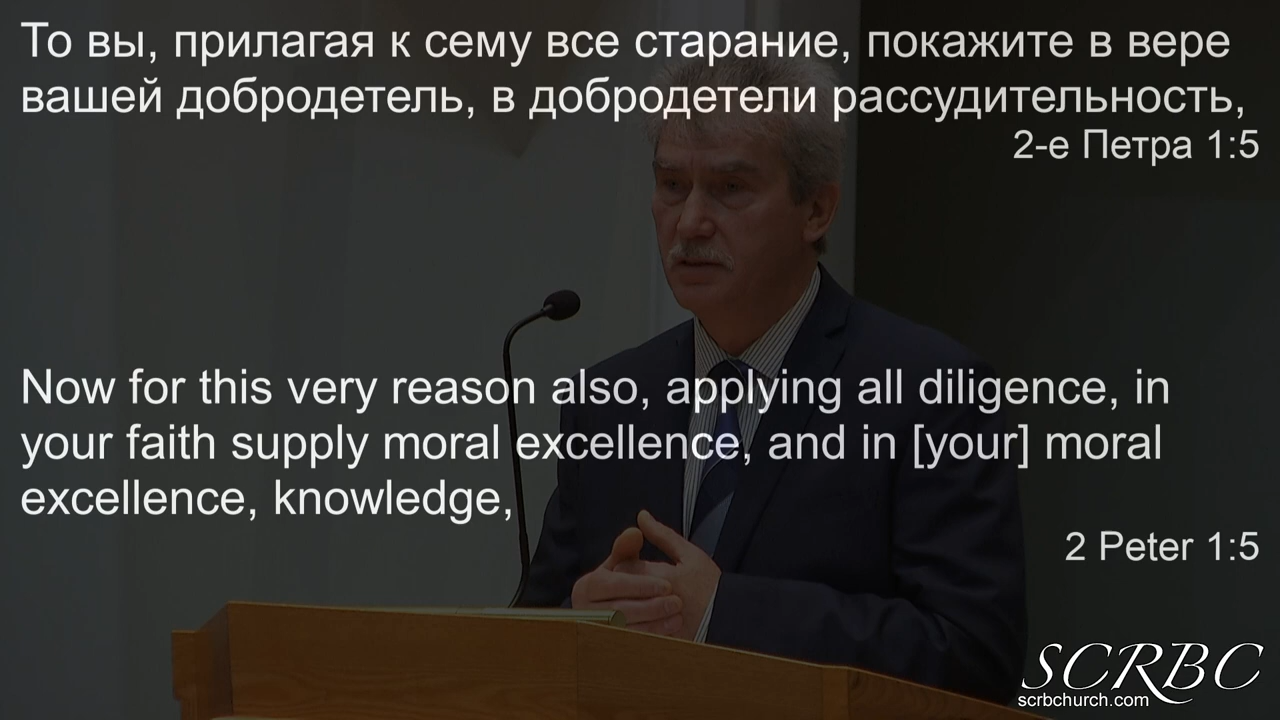 То вы, прилагая к сему все старание, покажите в вере
вашей добродетель, в добродетели рассудительность,
2-е Петра 1:5
Now for this very reason also, applying all diligence, in
your faith supply moral excellence, and in [your] moral
excellence, knowledge,
2 Peter 1:5
SCRBC
scrbchurch.com